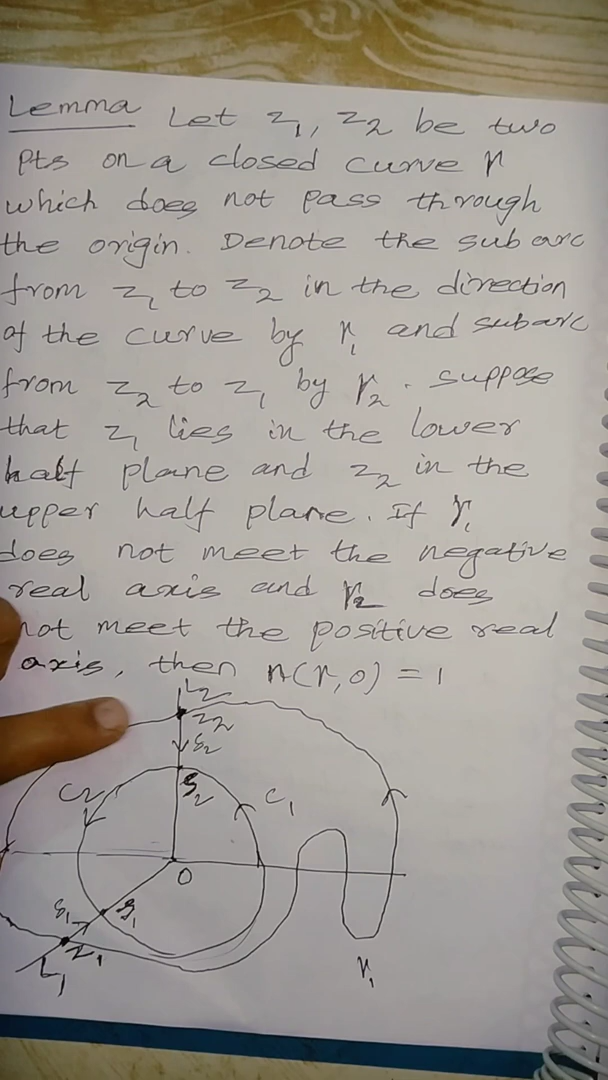 Lemma Let z₁, z₂ be two
pts on a closed curve γ
which does not pass through
the origin. Denote the subarc
from z₁ to z₂ in the direction
of the curve by γ₁ and subarc
from z₂ to z₁ by γ₂. suppose
that z₁ lies in the lower
half plane and z₂ in the
upper half plane. If γ₁
does not meet the negative
real axis and γ₂ does
not meet the positive real
axis, then n(γ, 0) = 1
L₂
z₂
δ₂
ξ₂
C₂
C₁
O
δ₁
ξ₁
z₁
L₁
γ₁